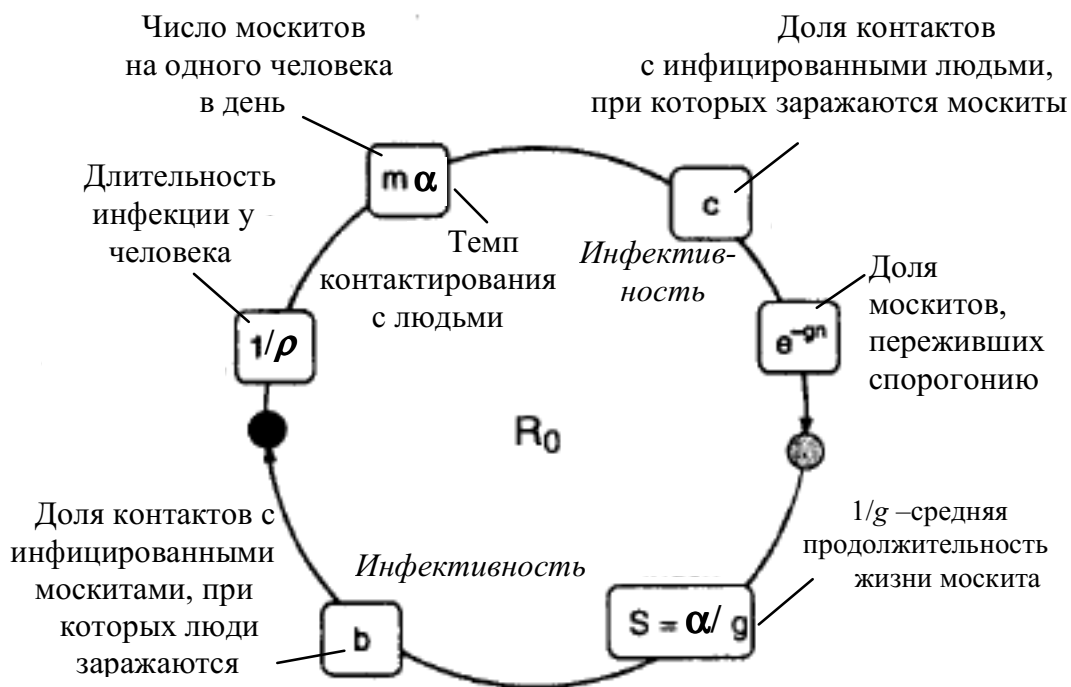 Число москитов
на одного человека
в день
Доля контактов
с инфицированными людьми,
при которых заражаются москиты
Длительность
инфекции у
человека
m α
c
Темп
контактирования
с людьми
Инфектив-
ность
Доля
москитов,
переживших
спорогонию
1/ρ
e⁻ᵍⁿ
R₀
Доля контактов с
инфицированными
москитами, при
которых люди
заражаются
Инфективность
1/g –средняя
продолжительность
жизни москита
b
S = α/ g